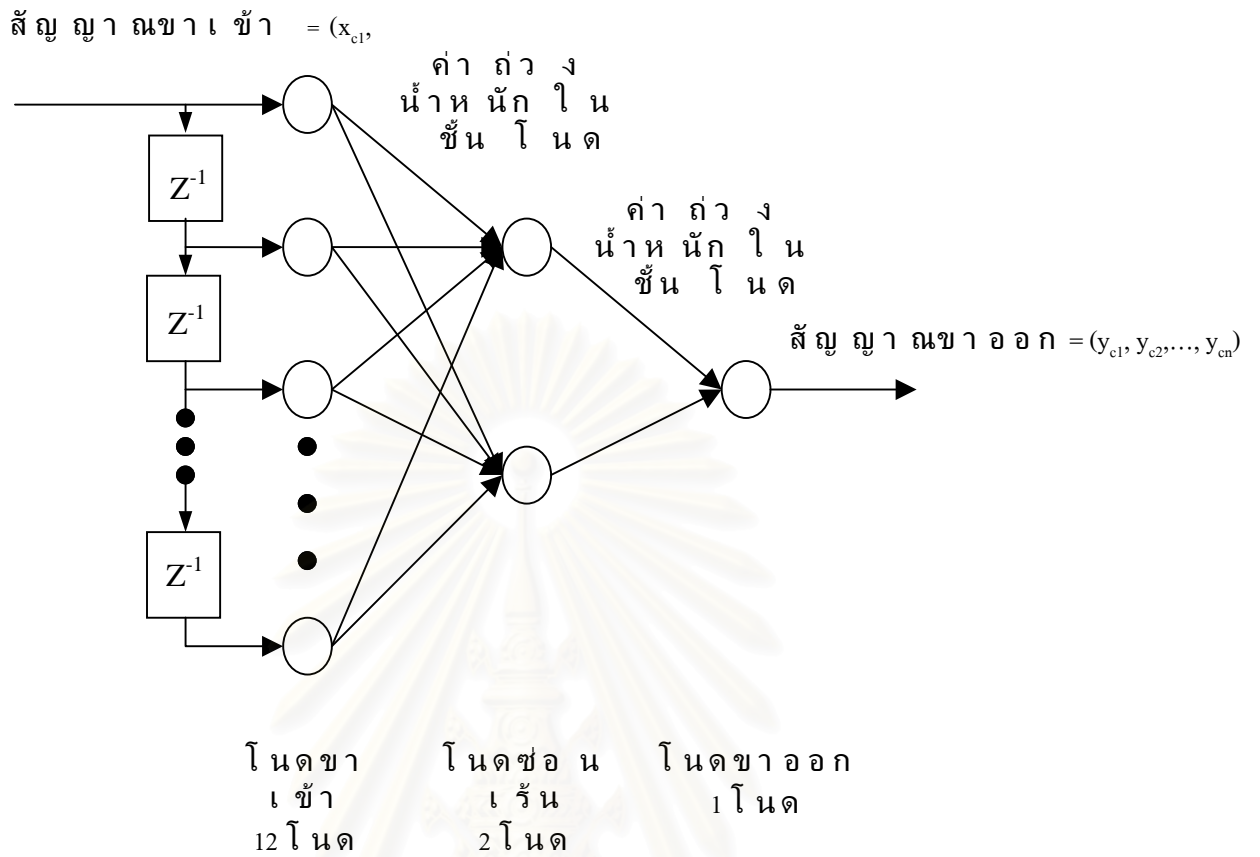 สัญญาณขาเข้า = (x_c1,
ค่าถ่วง
น้ำหนักใน
ชั้นโนด
ค่าถ่วง
น้ำหนักใน
ชั้นโนด
Z^-1
Z^-1
สัญญาณขาออก = (y_c1, y_c2,..., y_cn)
Z^-1
โนดขา
เข้า
12 โนด
โนดซ่อน
เร้น
2 โนด
โนดขาออก
1 โนด